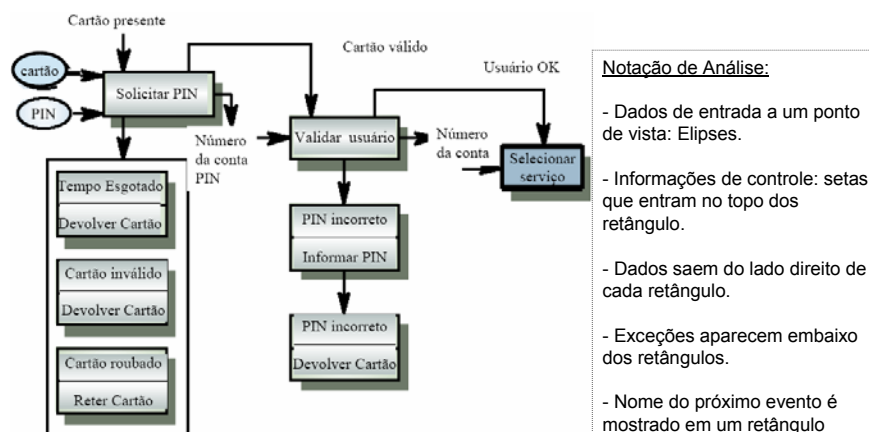 Cartão presente
cartão
PIN
Solicitar PIN
Cartão válido
Usuário OK
Número
da conta
PIN
Validar usuário
Número
da conta
Selecionar
serviço
Tempo Esgotado
Devolver Cartão
Cartão inválido
Devolver Cartão
Cartão roubado
Reter Cartão
PIN incorreto
Informar PIN
PIN incorreto
Devolver Cartão
Notação de Análise:
- Dados de entrada a um ponto
de vista: Elipses.
- Informações de controle: setas
que entram no topo dos
retângulo.
- Dados saem do lado direito de
cada retângulo.
- Exceções aparecem embaixo
dos retângulos.
- Nome do próximo evento é
mostrado em um retângulo